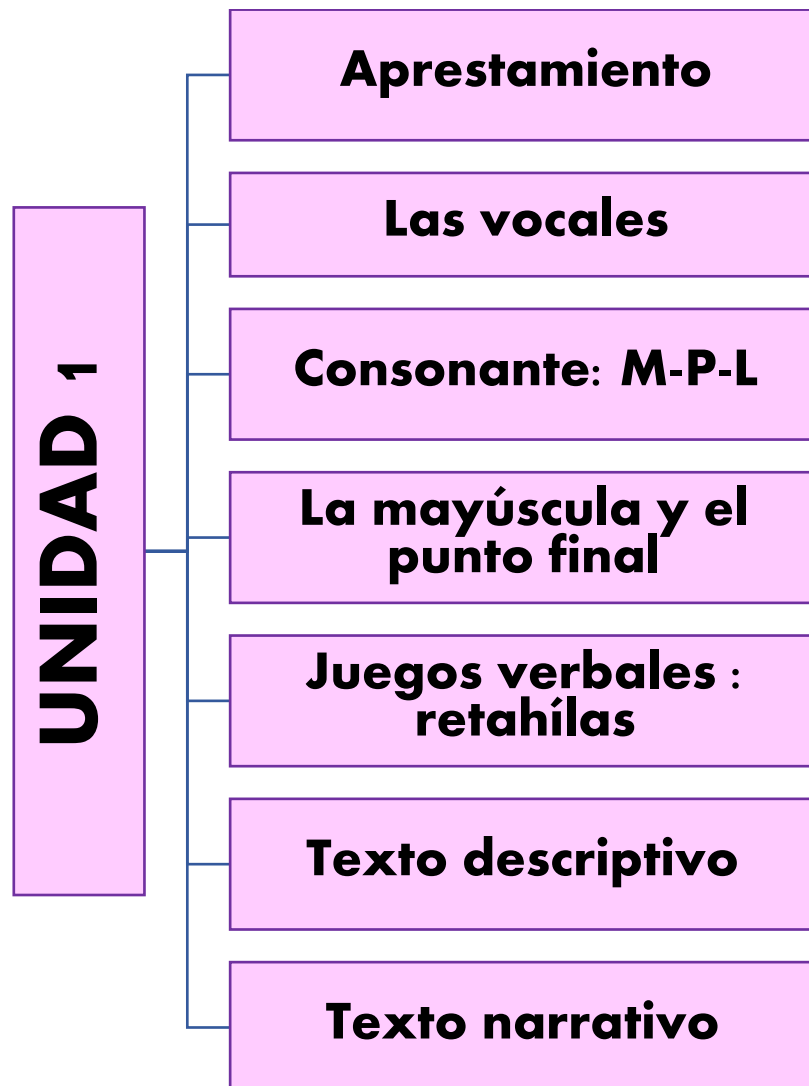 UNIDAD 1
Aprestamiento
Las vocales
Consonante: M-P-L
La mayúscula y el
punto final
Juegos verbales :
retahílas
Texto descriptivo
Texto narrativo